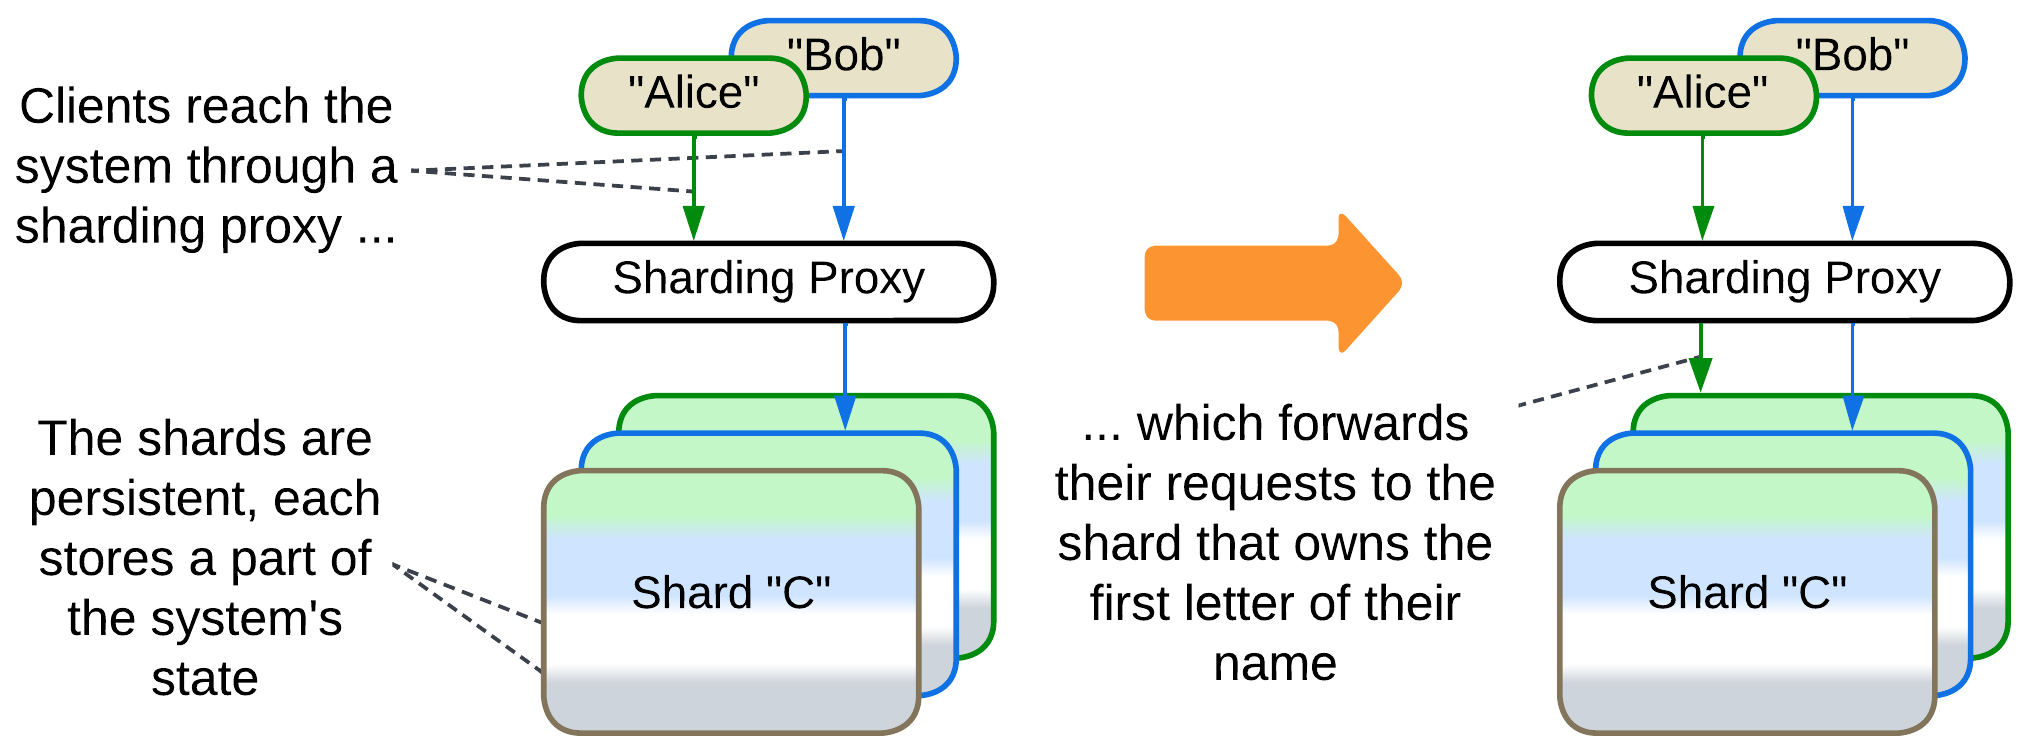 "Bob"
"Alice"
Clients reach the
system through a
sharding proxy ...
Sharding Proxy
The shards are
persistent, each
stores a part of
the system's
state
Shard "C"
"Bob"
"Alice"
Sharding Proxy
... which forwards
their requests to the
shard that owns the
first letter of their
name
Shard "C"